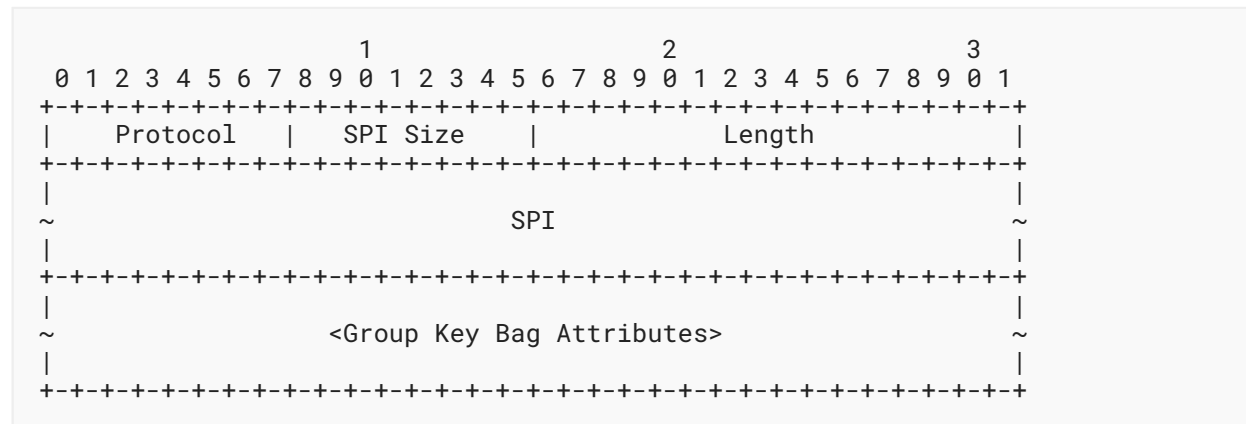 1                   2                   3
 0 1 2 3 4 5 6 7 8 9 0 1 2 3 4 5 6 7 8 9 0 1 2 3 4 5 6 7 8 9 0 1
+-+-+-+-+-+-+-+-+-+-+-+-+-+-+-+-+-+-+-+-+-+-+-+-+-+-+-+-+-+-+-+-+
|    Protocol   |   SPI Size    |            Length             |
+-+-+-+-+-+-+-+-+-+-+-+-+-+-+-+-+-+-+-+-+-+-+-+-+-+-+-+-+-+-+-+-+
|                                                               |
~                              SPI                              ~
|                                                               |
+-+-+-+-+-+-+-+-+-+-+-+-+-+-+-+-+-+-+-+-+-+-+-+-+-+-+-+-+-+-+-+-+
|                                                               |
~                  <Group Key Bag Attributes>                   ~
|                                                               |
+-+-+-+-+-+-+-+-+-+-+-+-+-+-+-+-+-+-+-+-+-+-+-+-+-+-+-+-+-+-+-+-+